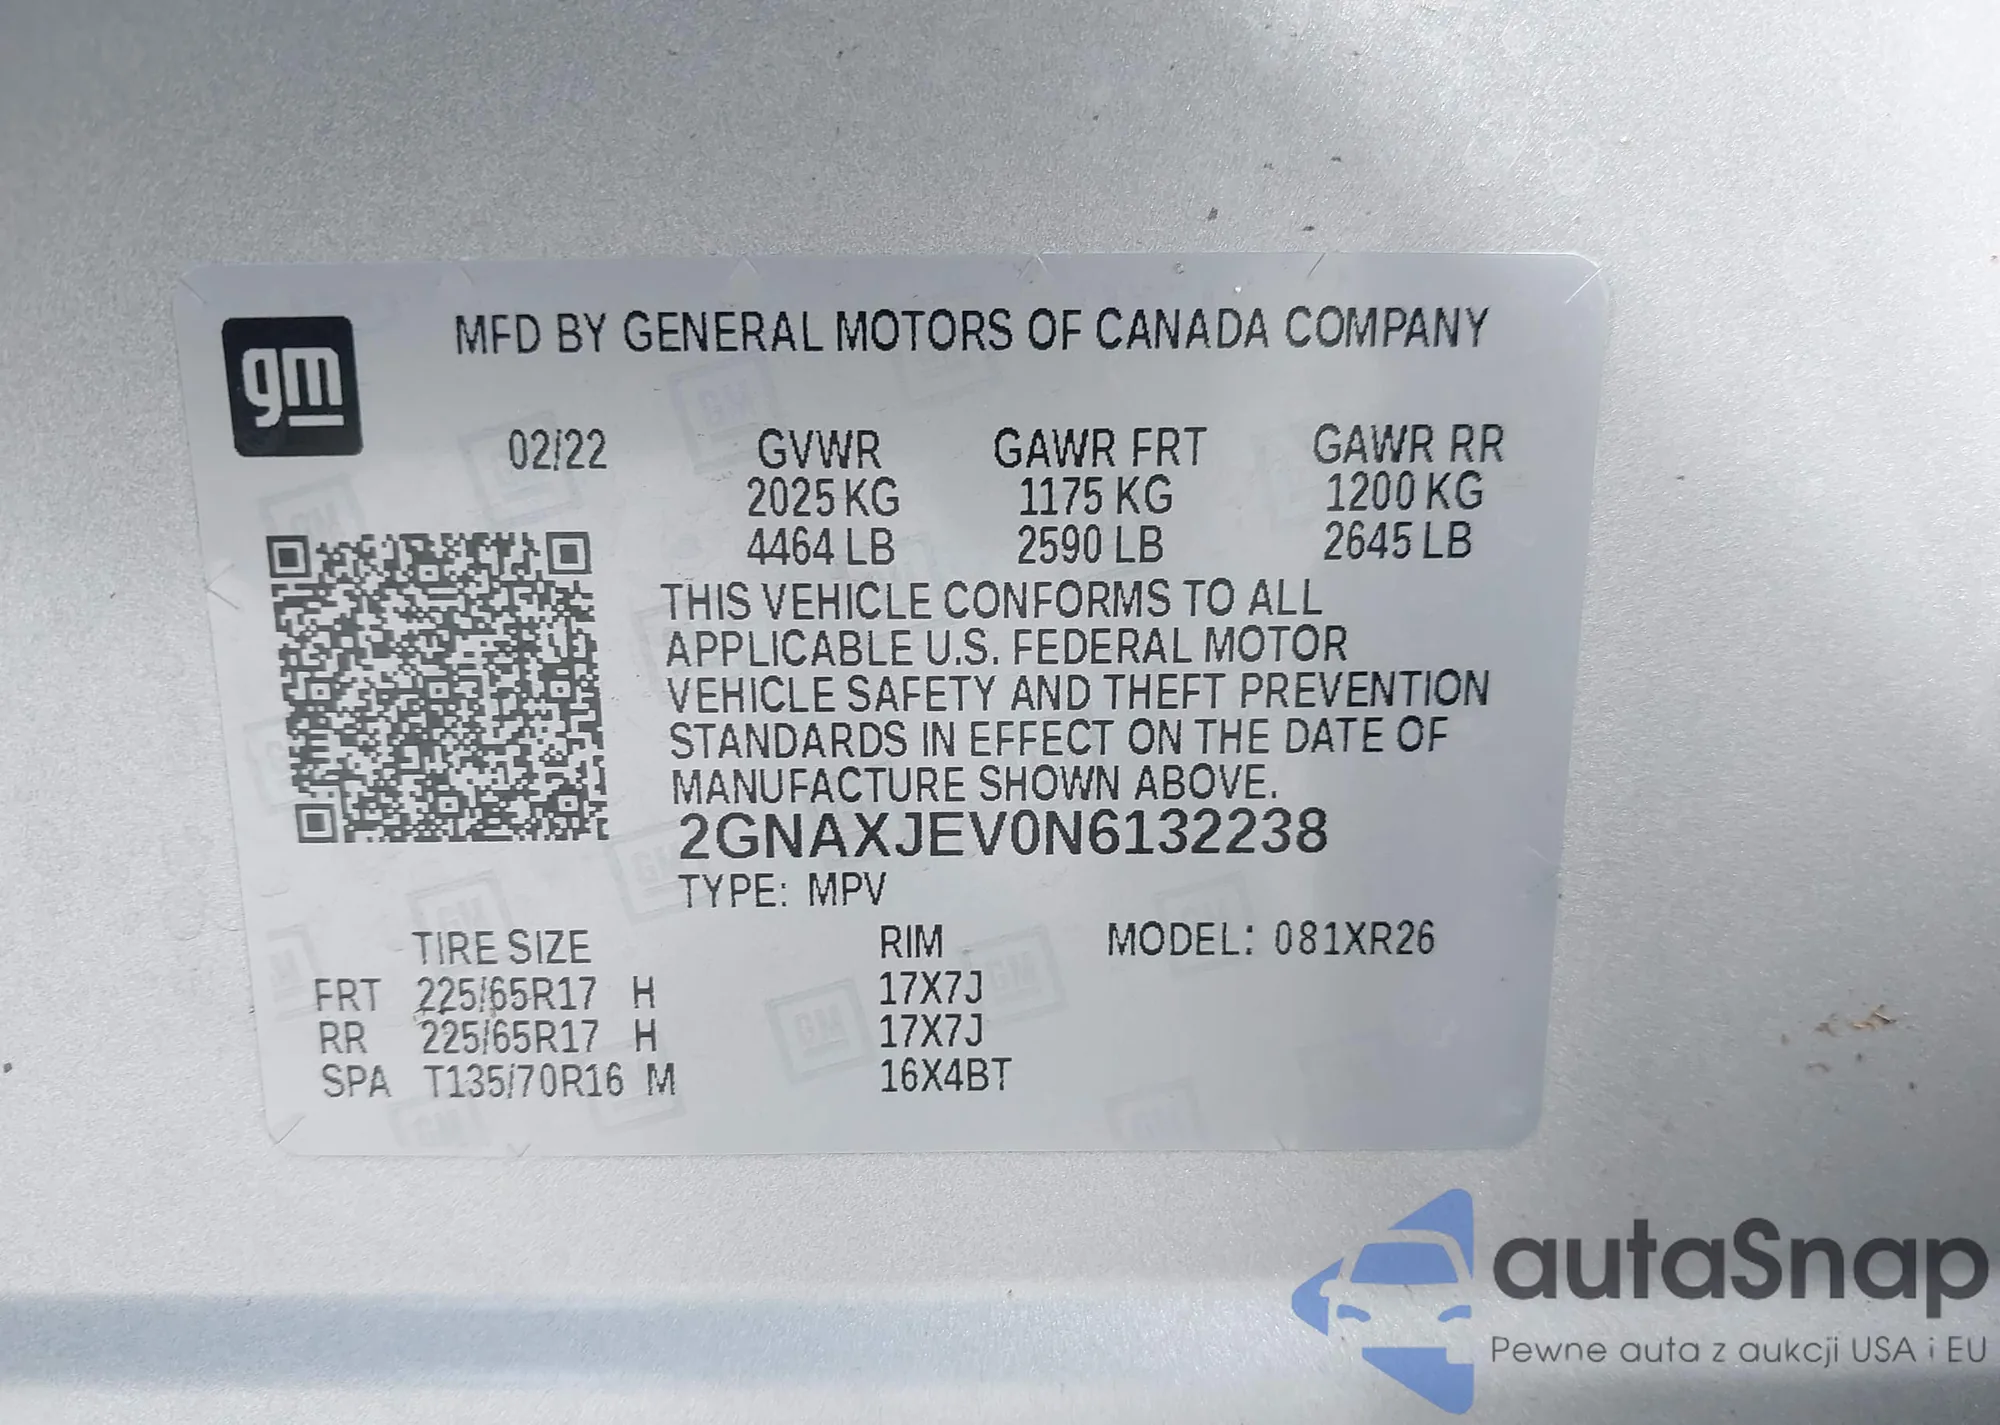 gm
MFD BY GENERAL MOTORS OF CANADA COMPANY
02/22 GVWR GAWR FRT GAWR RR
2025 KG 1175 KG 1200 KG
4464 LB 2590 LB 2645 LB
THIS VEHICLE CONFORMS TO ALL
APPLICABLE U.S. FEDERAL MOTOR
VEHICLE SAFETY AND THEFT PREVENTION
STANDARDS IN EFFECT ON THE DATE OF
MANUFACTURE SHOWN ABOVE.
2GNAXJEV0N6132238
TYPE: MPV
TIRE SIZE RIM MODEL: 081XR26
FRT 225/65R17 H 17X7J
RR 225/65R17 H 17X7J
SPA T135/70R16 M 16X4BT
autaSnap
Pewne auta z aukcji USA i EU